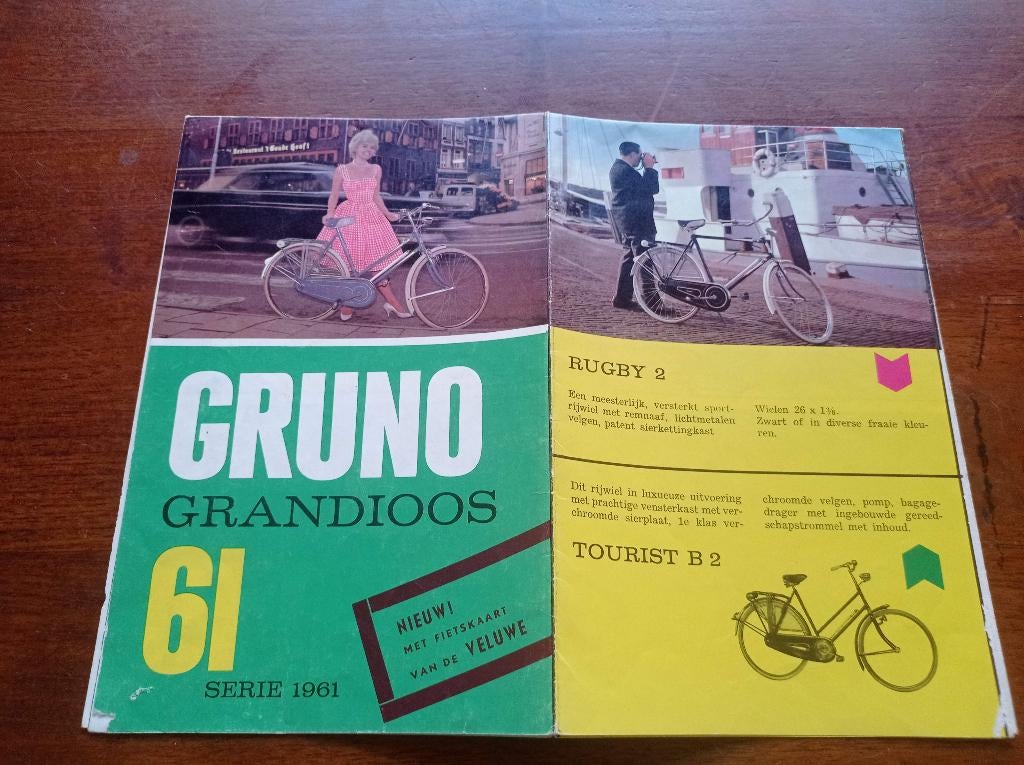 Restaurant 't Goude Hooft
GRUNO
GRANDIOOS
61
SERIE 1961
NIEUW!
MET FIETSKAART
VAN DE VELUWE
RUGBY 2
Een meesterlijk, versterkt sport-
rijwiel met remnaaf, lichtmetalen
velgen, patent sierkettingkast
Wielen 26 x 1⅜.
Zwart of in diverse fraaie kleu-
ren.
Dit rijwiel in luxueuze uitvoering
met prachtige vensterkast met ver-
chroomde sierplaat, 1e klas ver-
chroomde velgen, pomp, bagage-
drager met ingebouwde gereed-
schapstrommel met inhoud.
TOURIST B 2